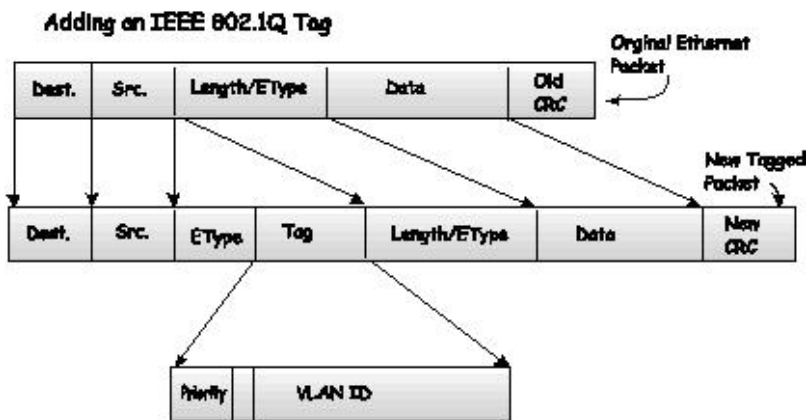 Adding an IEEE 802.1Q Tag
Orginal Ethernet
Packet
Dest. Src. Length/EType Data Old
CRC
New Tagged
Packet
Dest. Src. EType Tag Length/EType Data New
CRC
Priority VLAN ID